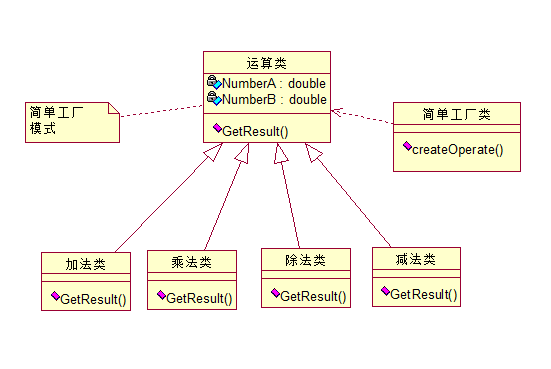 运算类
NumberA : double
NumberB : double
GetResult()
简单工厂
模式
简单工厂类
createOperate()
加法类
GetResult()
乘法类
GetResult()
除法类
GetResult()
减法类
GetResult()